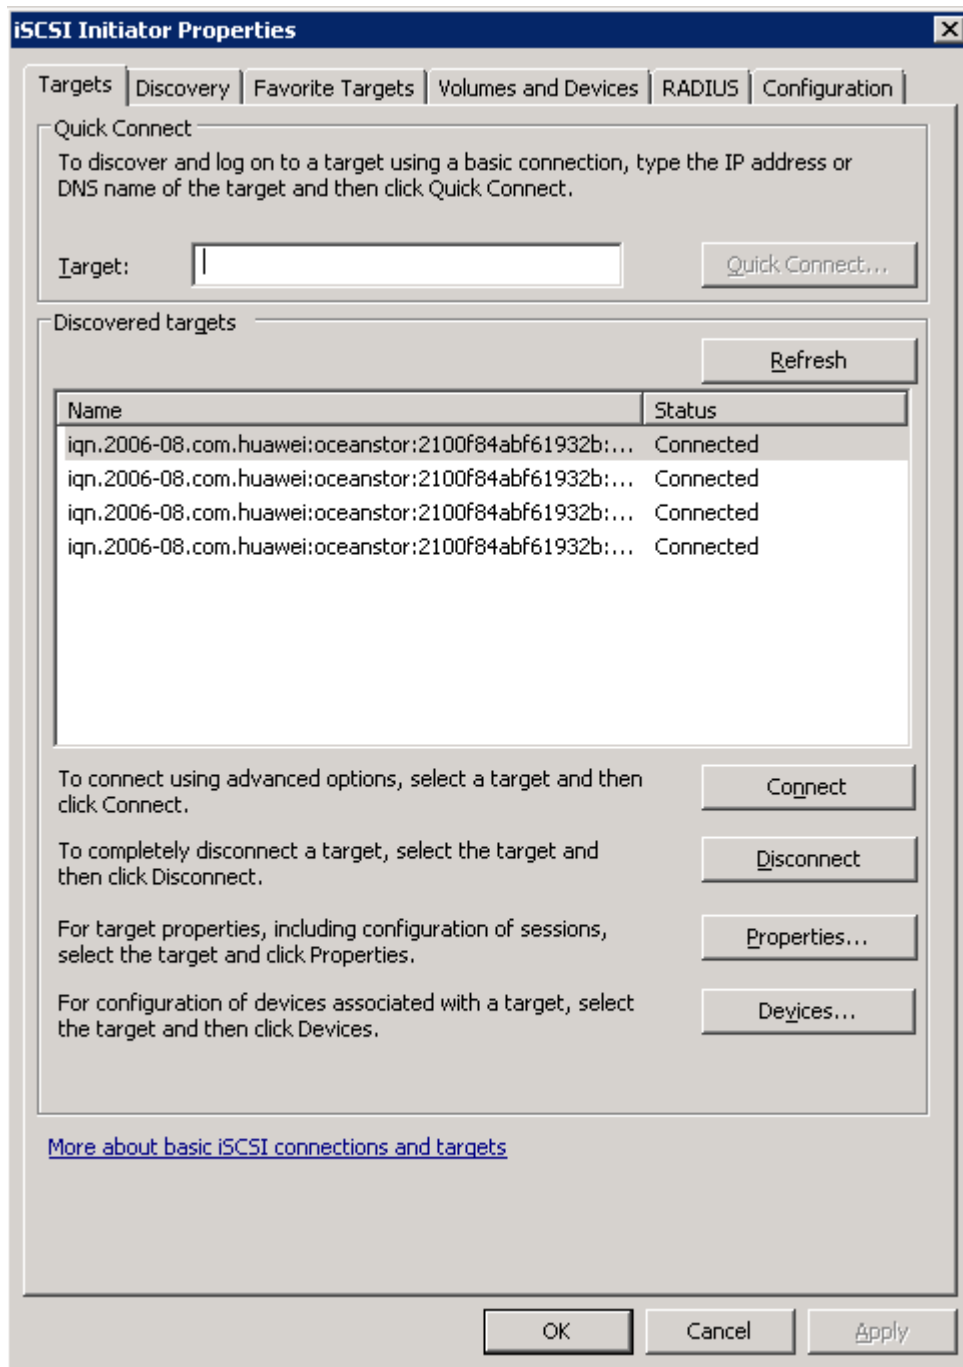 iSCSI Initiator Properties
Targets
Discovery
Favorite Targets
Volumes and Devices
RADIUS
Configuration
Quick Connect
To discover and log on to a target using a basic connection, type the IP address or
DNS name of the target and then click Quick Connect.
Target:
Quick Connect...
Discovered targets
Refresh
Name Status
iqn.2006-08.com.huawei:oceanstor:2100f84abf61932b:... Connected
iqn.2006-08.com.huawei:oceanstor:2100f84abf61932b:... Connected
iqn.2006-08.com.huawei:oceanstor:2100f84abf61932b:... Connected
iqn.2006-08.com.huawei:oceanstor:2100f84abf61932b:... Connected
To connect using advanced options, select a target and then
click Connect.
Connect
To completely disconnect a target, select the target and
then click Disconnect.
Disconnect
For target properties, including configuration of sessions,
select the target and click Properties.
Properties...
For configuration of devices associated with a target, select
the target and then click Devices.
Devices...
More about basic iSCSI connections and targets
OK
Cancel
Apply